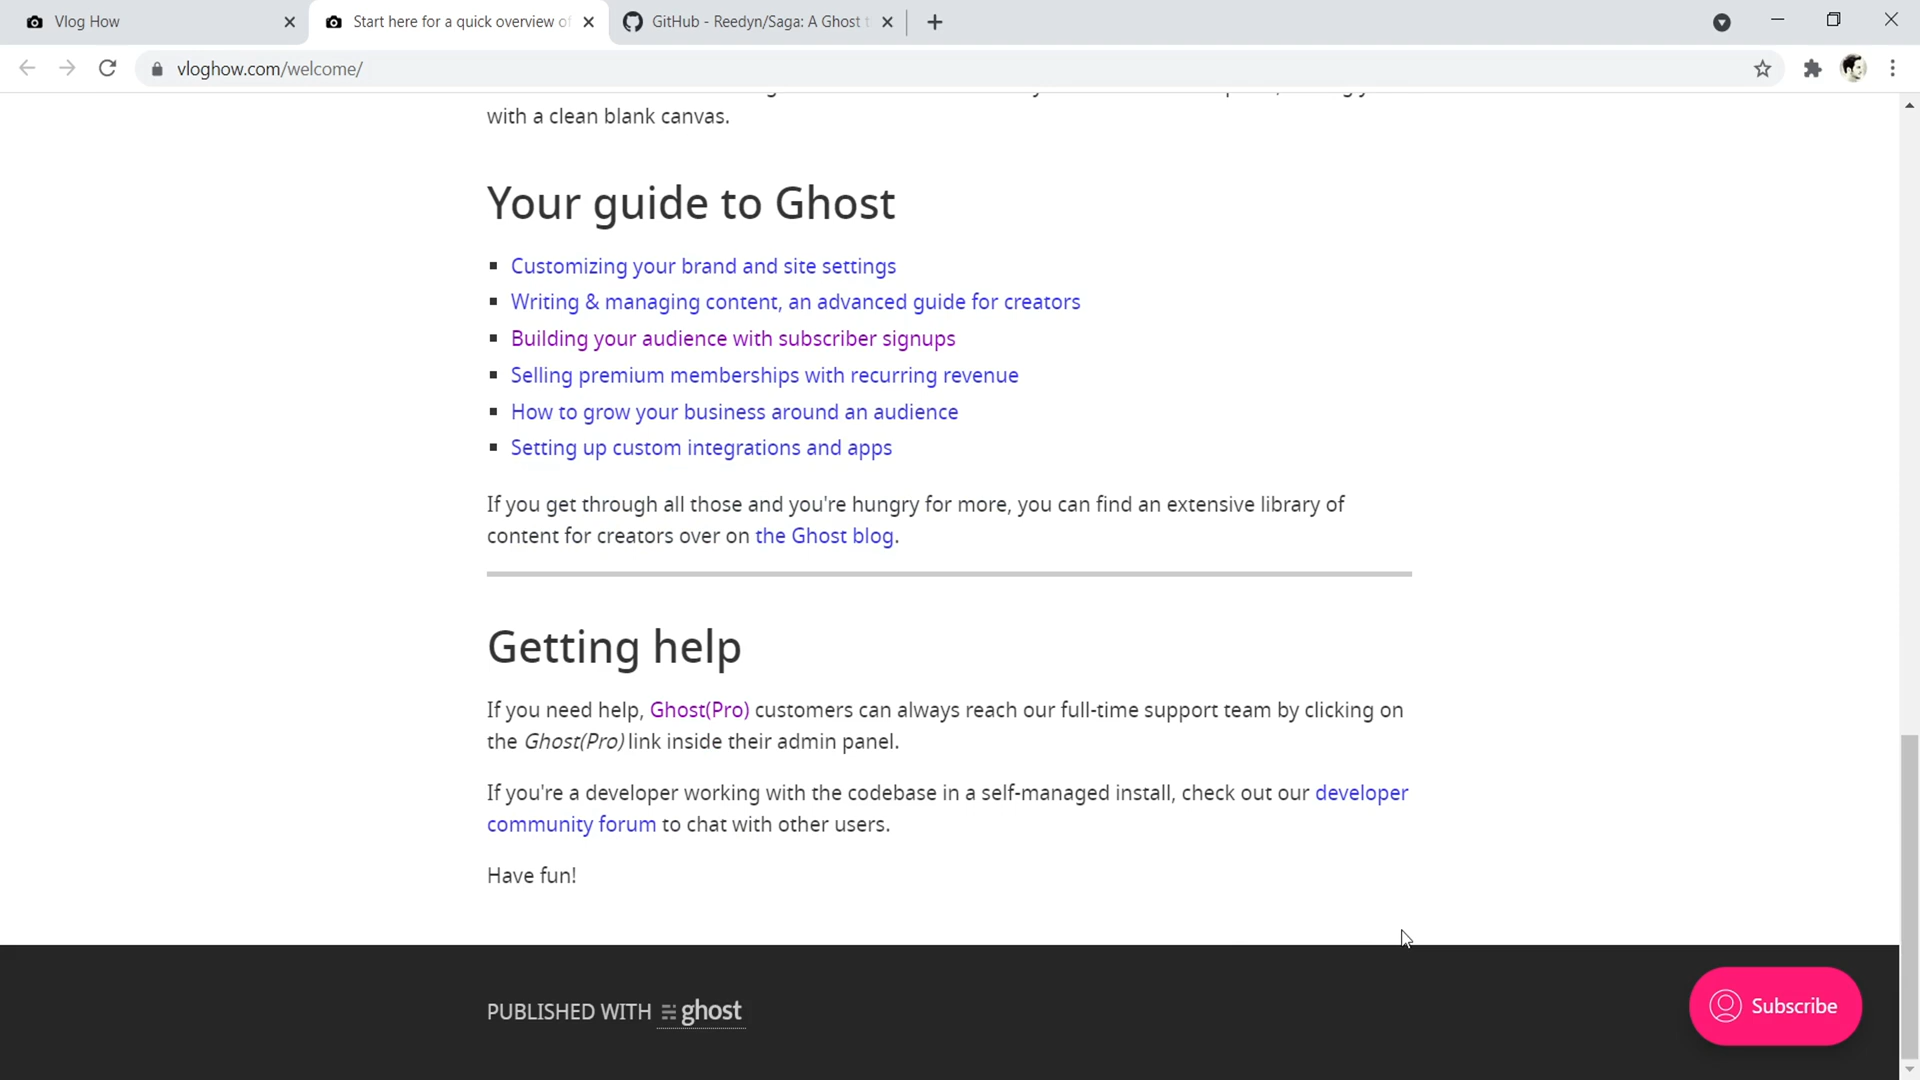 Vlog How
Start here for a quick overview of
GitHub - Reedyn/Saga: A Ghost t
vloghow.com/welcome/
with a clean blank canvas.
Your guide to Ghost
Customizing your brand and site settings
Writing & managing content, an advanced guide for creators
Building your audience with subscriber signups
Selling premium memberships with recurring revenue
How to grow your business around an audience
Setting up custom integrations and apps
If you get through all those and you're hungry for more, you can find an extensive library of
content for creators over on the Ghost blog.
Getting help
If you need help, Ghost(Pro) customers can always reach our full-time support team by clicking on
the Ghost(Pro) link inside their admin panel.
If you're a developer working with the codebase in a self-managed install, check out our developer
community forum to chat with other users.
Have fun!
PUBLISHED WITH ghost
Subscribe